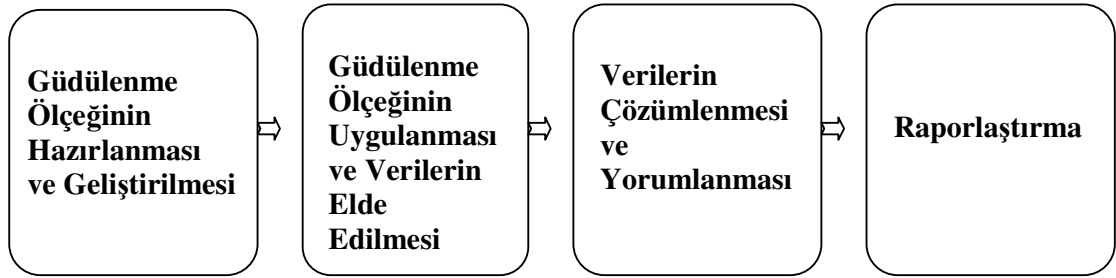 Güdülenme
Ölçeğinin
Hazırlanması
ve Geliştirilmesi
Güdülenme
Ölçeğinin
Uygulanması
ve Verilerin
Elde
Edilmesi
Verilerin
Çözümlenmesi
ve
Yorumlanması
Raporlaştırma